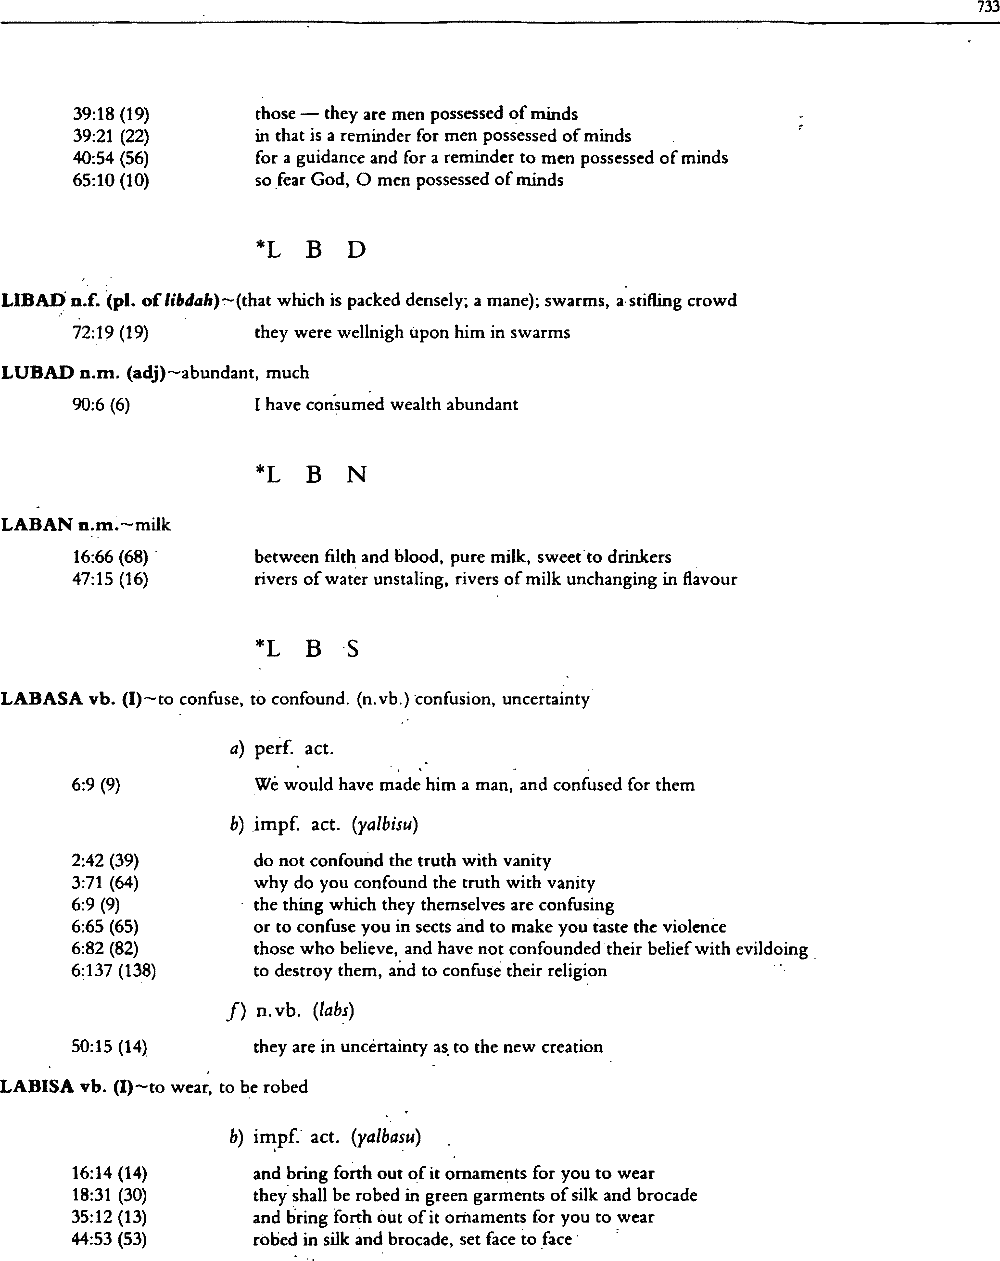 733
39:18 (19) those — they are men possessed of minds
39:21 (22) in that is a reminder for men possessed of minds
40:54 (56) for a guidance and for a reminder to men possessed of minds
65:10 (10) so fear God, O men possessed of minds
*L B D
LIBAD n.f. (pl. of libdah)~(that which is packed densely; a mane); swarms, a stifling crowd
72:19 (19) they were wellnigh upon him in swarms
LUBAD n.m. (adj)~abundant, much
90:6 (6) I have consumed wealth abundant
*L B N
LABAN n.m.~milk
16:66 (68) between filth and blood, pure milk, sweet to drinkers
47:15 (16) rivers of water unstaling, rivers of milk unchanging in flavour
*L B S
LABASA vb. (I)~to confuse, to confound. (n.vb.) confusion, uncertainty
a) perf. act.
6:9 (9) We would have made him a man, and confused for them
b) impf. act. (yalbisu)
2:42 (39) do not confound the truth with vanity
3:71 (64) why do you confound the truth with vanity
6:9 (9) the thing which they themselves are confusing
6:65 (65) or to confuse you in sects and to make you taste the violence
6:82 (82) those who believe, and have not confounded their belief with evildoing
6:137 (138) to destroy them, and to confuse their religion
f) n.vb. (labs)
50:15 (14) they are in uncertainty as to the new creation
LABISA vb. (I)~to wear, to be robed
b) impf. act. (yalbasu)
16:14 (14) and bring forth out of it ornaments for you to wear
18:31 (30) they shall be robed in green garments of silk and brocade
35:12 (13) and bring forth out of it ornaments for you to wear
44:53 (53) robed in silk and brocade, set face to face